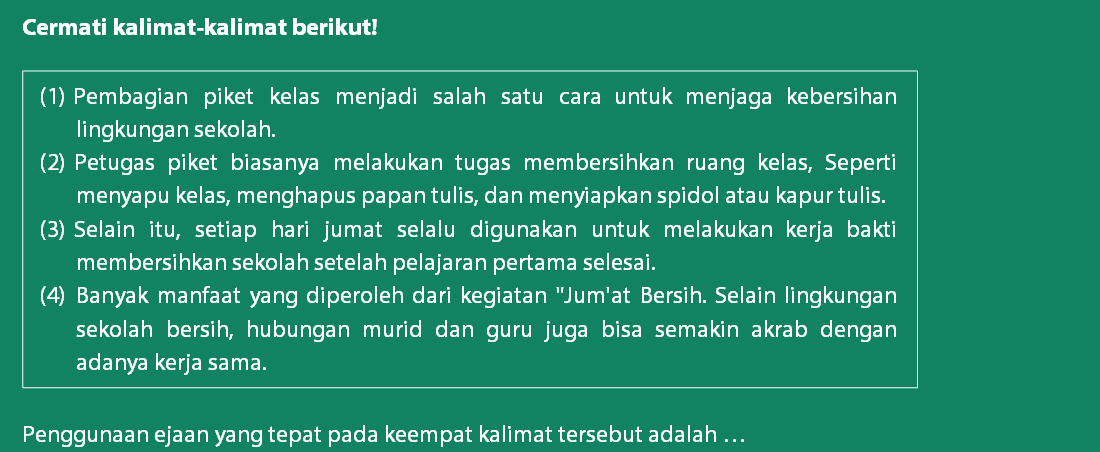 Cermati kalimat-kalimat berikut!
(1) Pembagian piket kelas menjadi salah satu cara untuk menjaga kebersihan
lingkungan sekolah.
(2) Petugas piket biasanya melakukan tugas membersihkan ruang kelas, Seperti
menyapu kelas, menghapus papan tulis, dan menyiapkan spidol atau kapur tulis.
(3) Selain itu, setiap hari jumat selalu digunakan untuk melakukan kerja bakti
membersihkan sekolah setelah pelajaran pertama selesai.
(4) Banyak manfaat yang diperoleh dari kegiatan "Jum'at Bersih. Selain lingkungan
sekolah bersih, hubungan murid dan guru juga bisa semakin akrab dengan
adanya kerja sama.
Penggunaan ejaan yang tepat pada keempat kalimat tersebut adalah ...